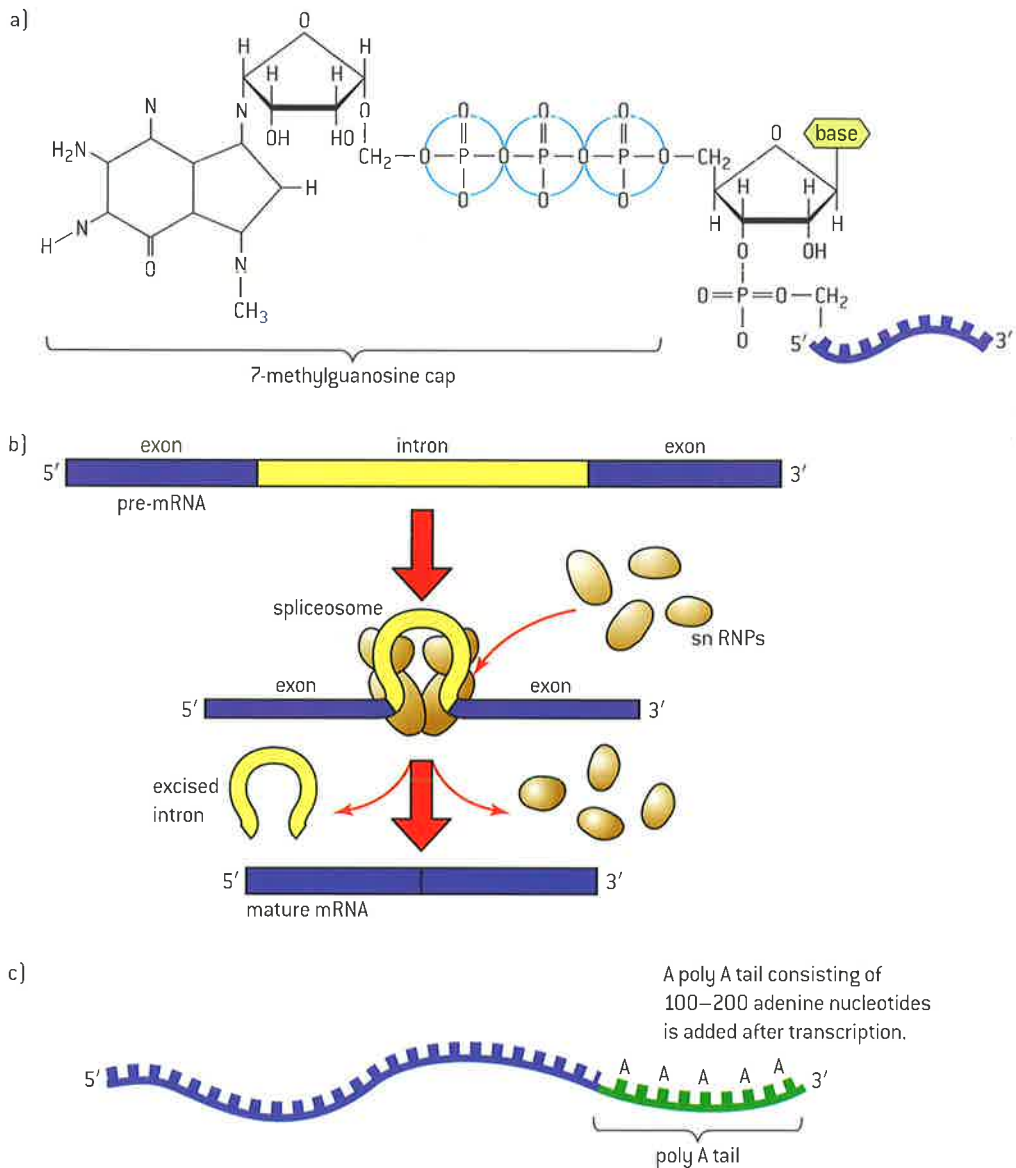 a)
O
H
H
H
H
H
N
N
OH
HO
O
H₂N
H
CH₂—O—P—O—P—O—P—O—CH₂
O
O
O
O
O
O
O
base
H
H
H
H
OH
O
N
H
O
N
CH₃
O=P=O—CH₂
O
5′
3′
7-methylguanosine cap
b)
exon
intron
exon
5′
3′
pre-mRNA
spliceosome
sn RNPs
exon
exon
5′
3′
excised
intron
5′
3′
mature mRNA
c)
A poly A tail consisting of
100–200 adenine nucleotides
is added after transcription.
5′
A
A
A
A
A
3′
poly A tail